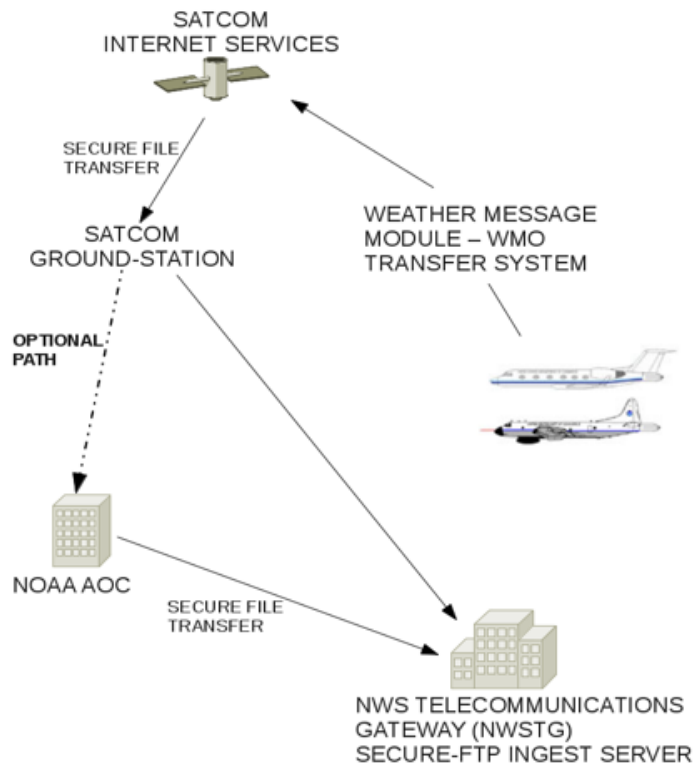 SATCOM
INTERNET SERVICES
SECURE FILE
TRANSFER
WEATHER MESSAGE
MODULE – WMO
TRANSFER SYSTEM
SATCOM
GROUND-STATION
OPTIONAL
PATH
NOAA AOC
SECURE FILE
TRANSFER
NWS TELECOMMUNICATIONS
GATEWAY (NWSTG)
SECURE-FTP INGEST SERVER